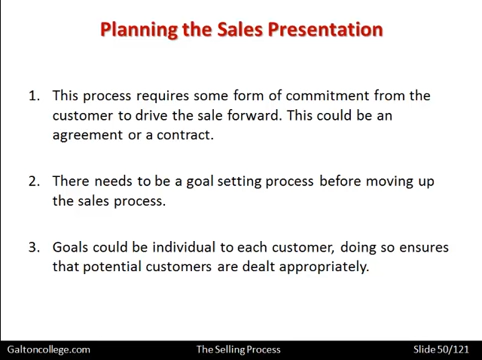 Planning the Sales Presentation
1. This process requires some form of commitment from the
customer to drive the sale forward. This could be an
agreement or a contract.
2. There needs to be a goal setting process before moving up
the sales process.
3. Goals could be individual to each customer, doing so ensures
that potential customers are dealt appropriately.
Galtoncollege.com The Selling Process Slide 50/121